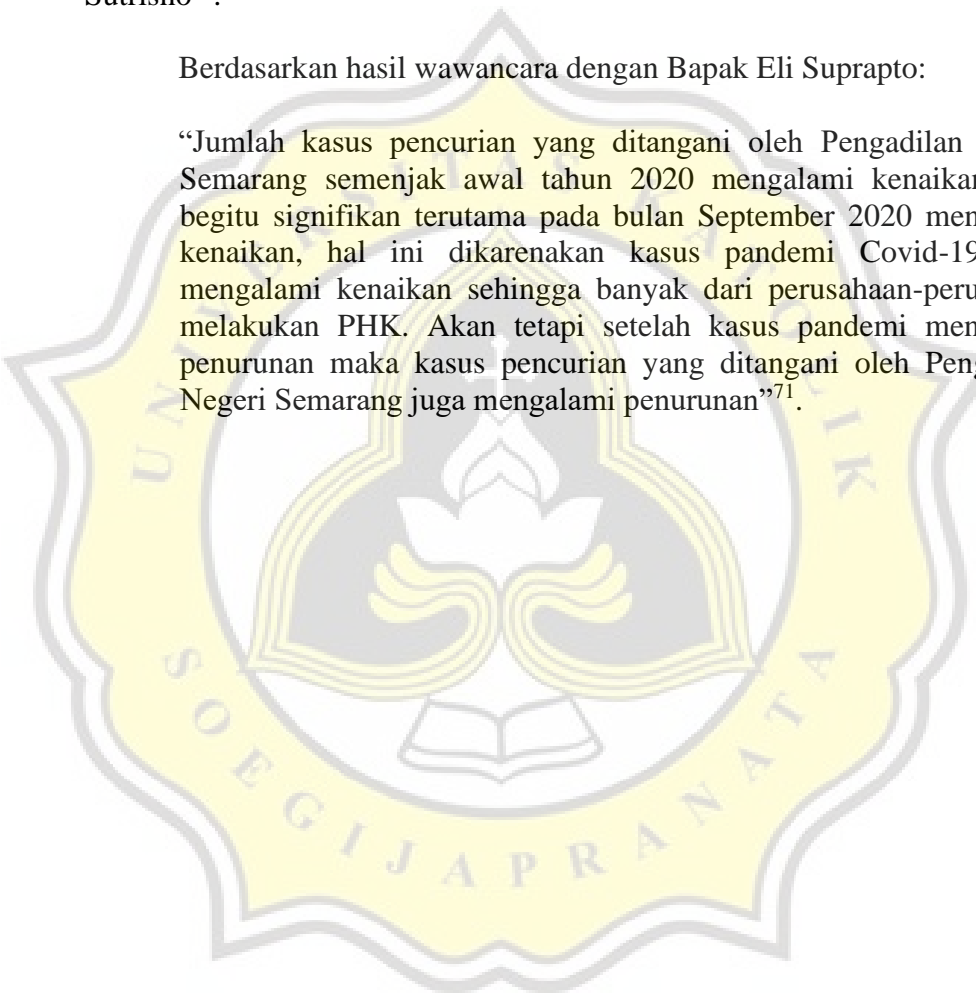 Berdasarkan hasil wawancara dengan Bapak Eli Suprapto:
“Jumlah kasus pencurian yang ditangani oleh Pengadilan
Semarang semenjak awal tahun 2020 mengalami kenaikan
begitu signifikan terutama pada bulan September 2020 men
kenaikan, hal ini dikarenakan kasus pandemi Covid-19
mengalami kenaikan sehingga banyak dari perusahaan-peru
melakukan PHK. Akan tetapi setelah kasus pandemi men
penurunan maka kasus pencurian yang ditangani oleh Peng
Negeri Semarang juga mengalami penurunan”71.
UNIVERSITAS KATOLIK
SOEGIJAPRANATA